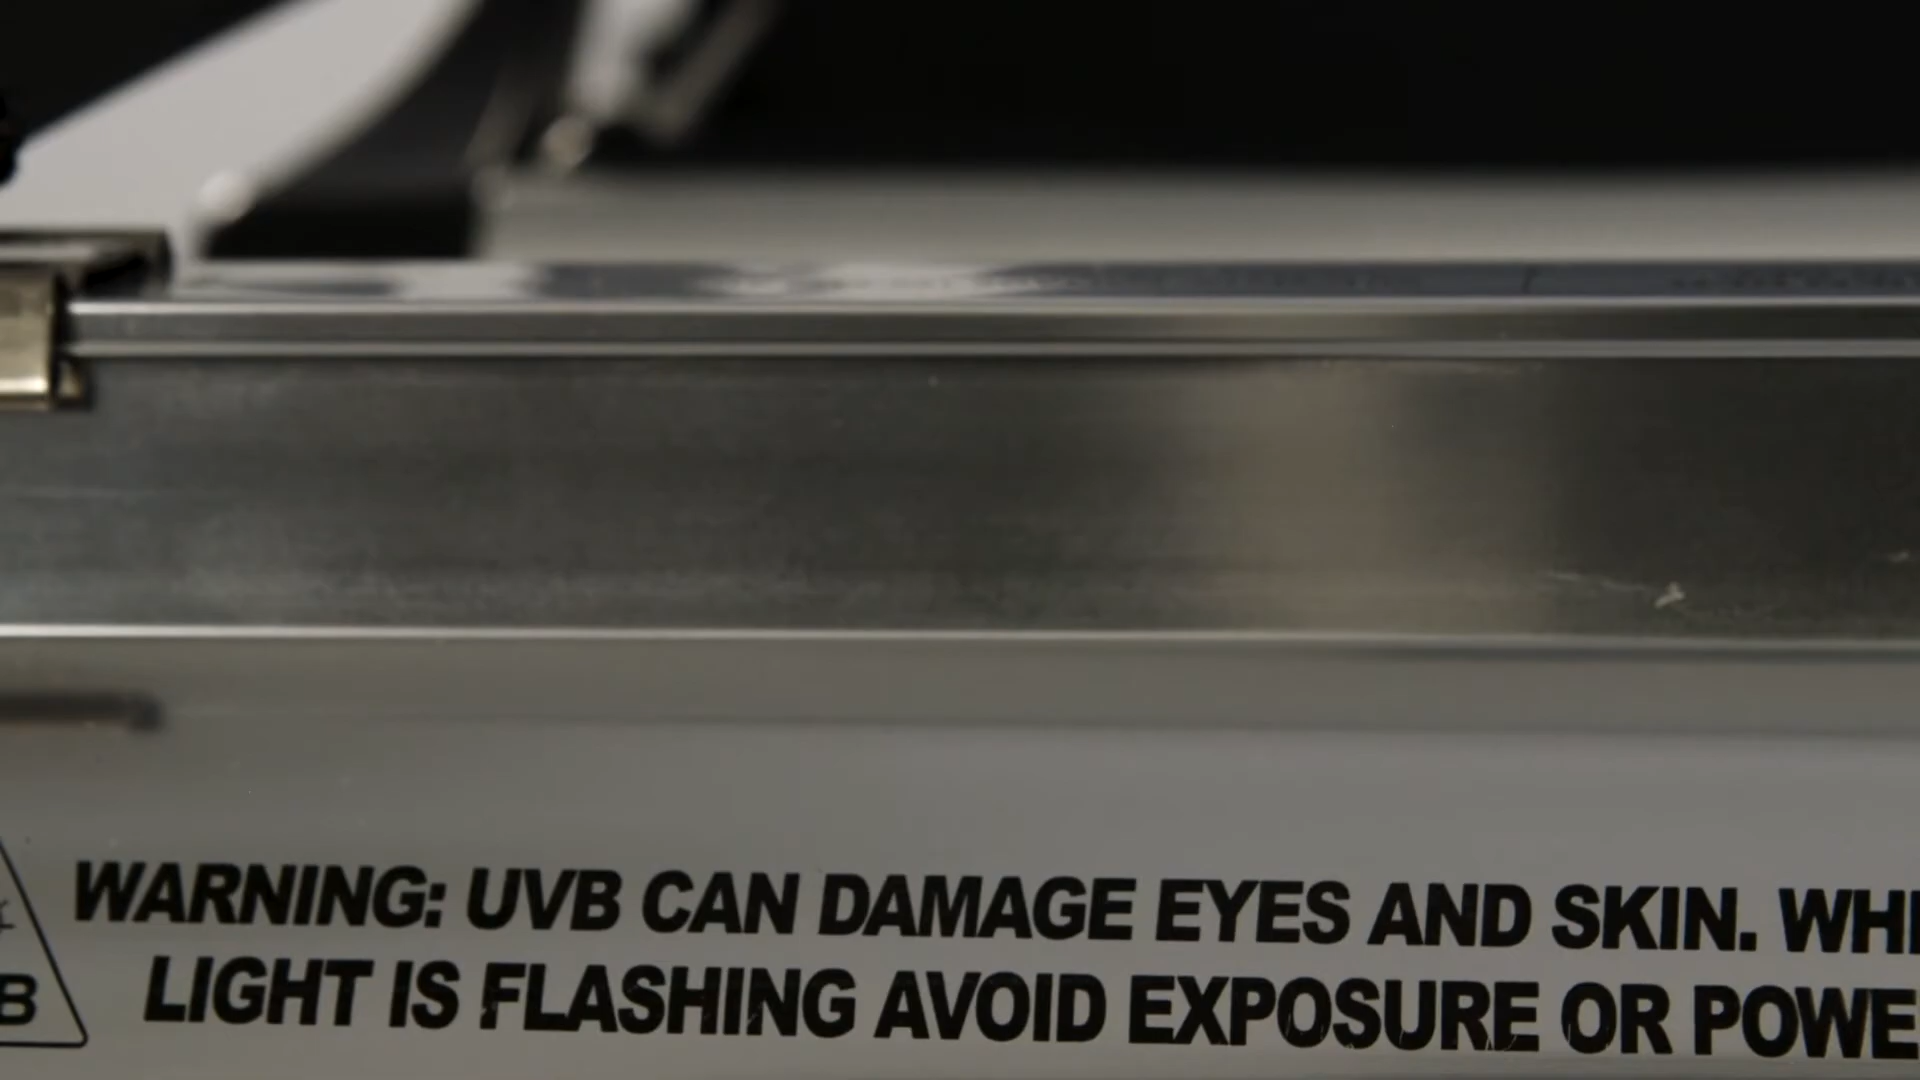 WARNING: UVB CAN DAMAGE EYES AND SKIN.
LIGHT IS FLASHING AVOID EXPOSURE OR
B